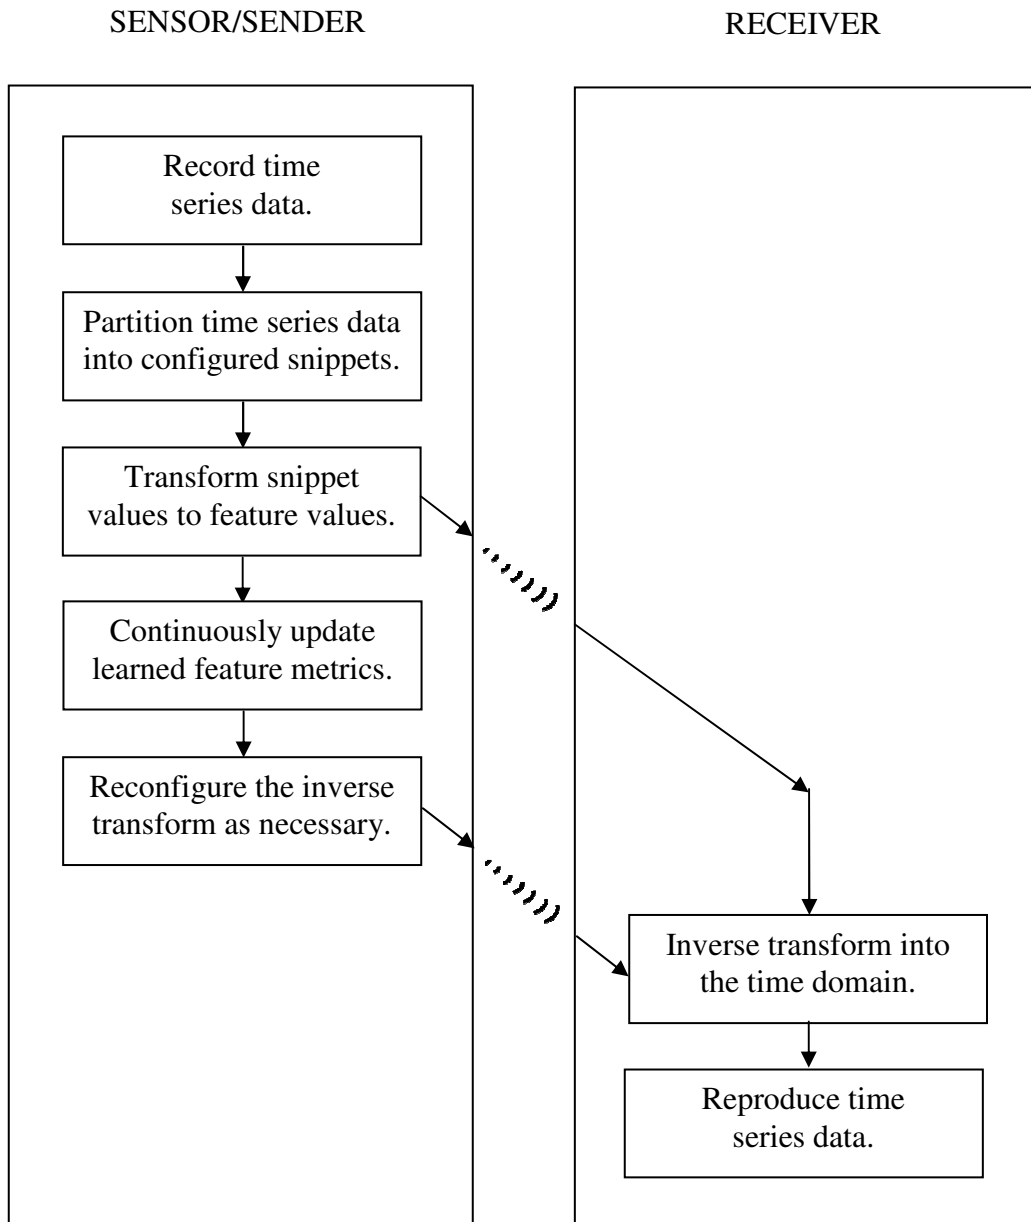 SENSOR/SENDER
RECEIVER
Record time
series data.
Partition time series data
into configured snippets.
Transform snippet
values to feature values.
Continuously update
learned feature metrics.
Reconfigure the inverse
transform as necessary.
Inverse transform into
the time domain.
Reproduce time
series data.